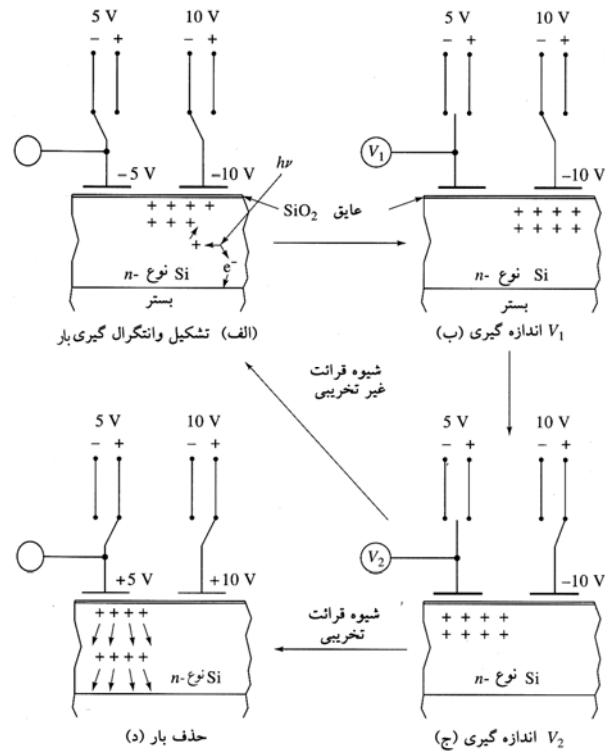 5 V 10 V
− + − +
−5 V −10 V
hν
+ + + +
+ + +
+
e⁻
Si نوع -n
بستر
(الف) تشکیل وانتگرال گیری بار
عایق SiO₂
5 V 10 V
− + − +
V₁
−10 V
+ + + +
+ + + +
Si نوع -n
بستر
V₁ اندازه گیری (ب)
شیوه قرائت
غیر تخریبی
5 V 10 V
− + − +
V₂
−10 V
+ + + +
+ + + +
Si نوع -n
V₂ اندازه گیری (ج)
شیوه قرائت
تخریبی
5 V 10 V
− + − +
+5 V +10 V
+ + + +
+ + + +
Si نوع -n
حذف بار (د)